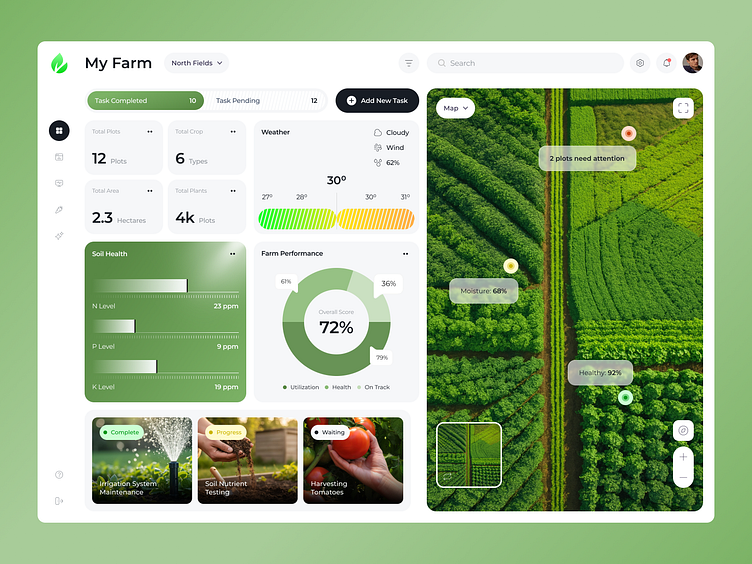 My Farm
North Fields
Search
Task Completed 10
Task Pending 12
Add New Task
Total Plots
12 Plots
Total Crop
6 Types
Total Area
2.3 Hectares
Total Plants
4k Plots
Weather
Cloudy
Wind
62%
30°
27° 28° 30° 31°
Soil Health
N Level 23 ppm
P Level 9 ppm
K Level 19 ppm
Farm Performance
61%
36%
Overall Score
72%
79%
Utilization Health On Track
Complete
Irrigation System
Maintenance
Progress
Soil Nutrient
Testing
Waiting
Harvesting
Tomatoes
Map
2 plots need attention
Moisture: 68%
Healthy: 92%